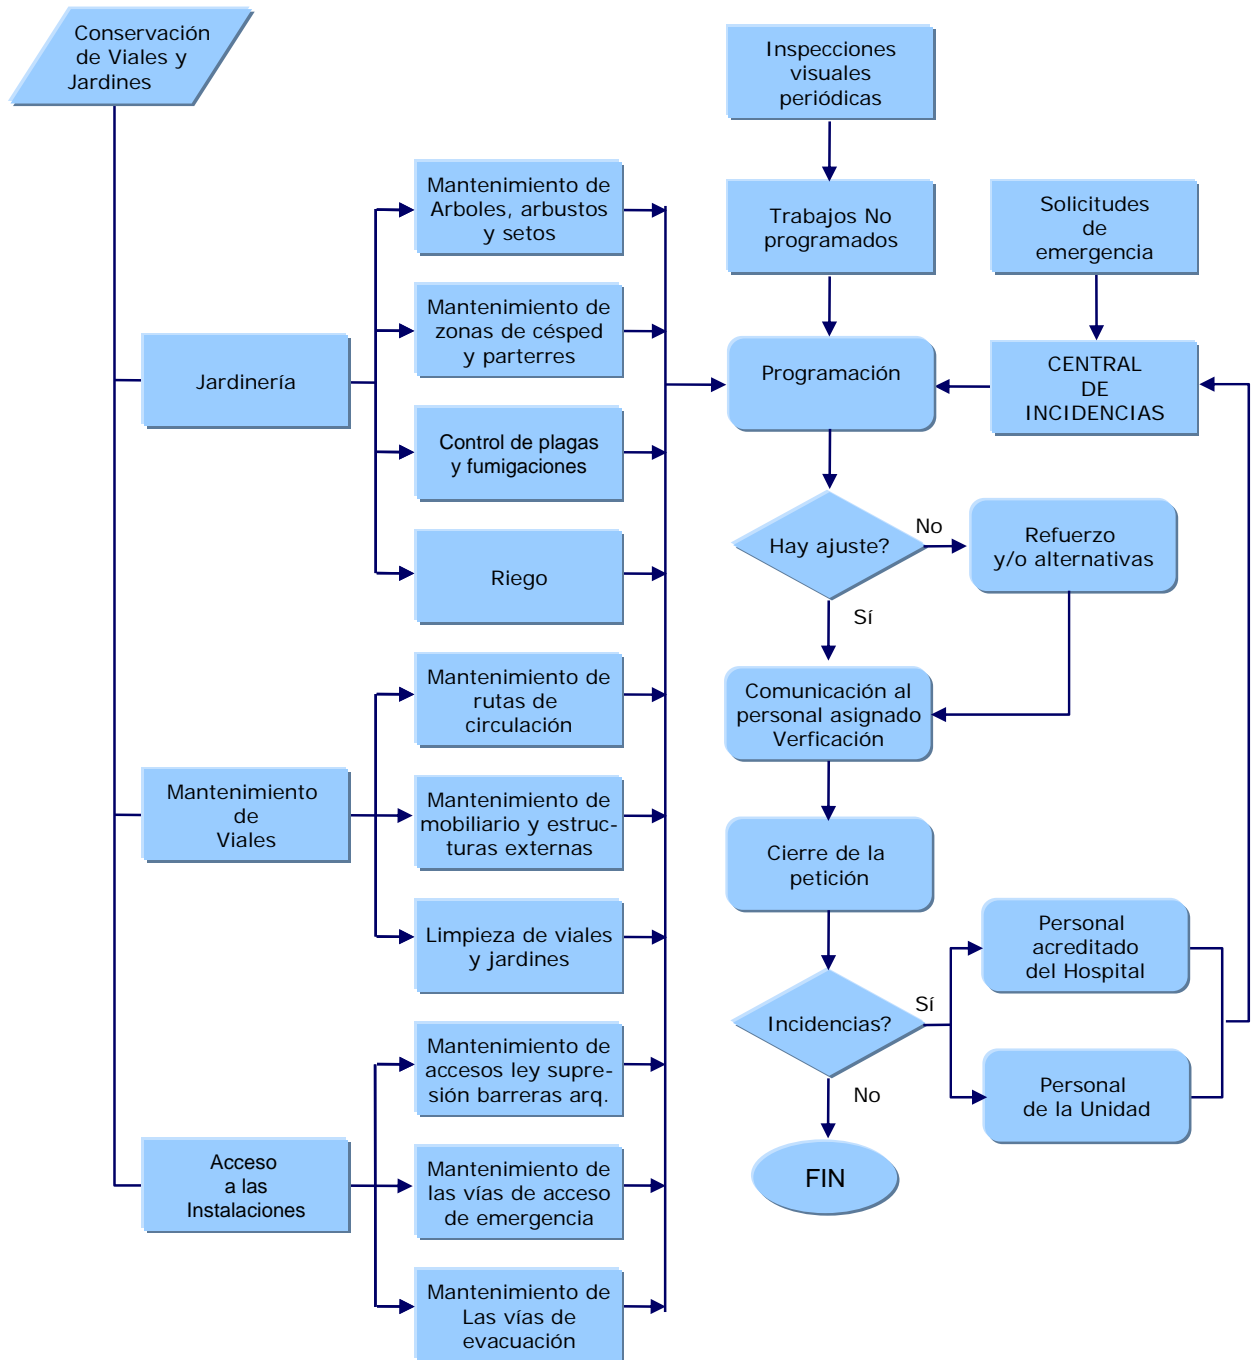 Conservación
de Viales y
Jardines
Inspecciones
visuales
periódicas
Mantenimiento de
Arboles, arbustos
y setos
Trabajos No
programados
Solicitudes
de
emergencia
Mantenimiento de
zonas de césped
y parterres
Jardinería
Programación
CENTRAL
DE
INCIDENCIAS
Control de plagas
y fumigaciones
Hay ajuste?
No
Refuerzo
y/o alternativas
Riego
Sí
Mantenimiento de
rutas de
circulación
Comunicación al
personal asignado
Verficación
Mantenimiento
de
Viales
Mantenimiento de
mobiliario y estruc-
turas externas
Cierre de la
petición
Limpieza de viales
y jardines
Personal
acreditado
del Hospital
Incidencias?
Sí
Mantenimiento de
accesos ley supre-
sión barreras arq.
Personal
de la Unidad
No
Acceso
a las
Instalaciones
Mantenimiento de
las vías de acceso
de emergencia
FIN
Mantenimiento de
Las vías de
evacuación